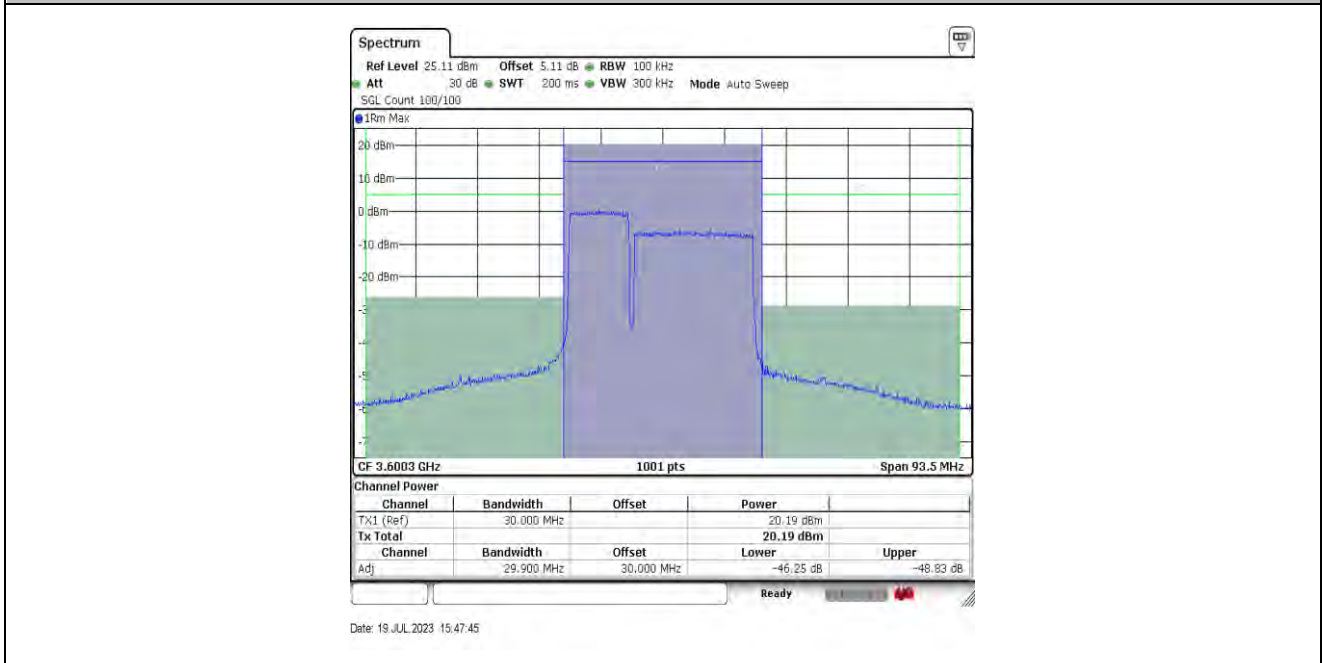 Spectrum
Ref Level 25.11 dBm Offset 5.11 dB RBW 100 kHz
Att 30 dB SWT 200 ms VBW 300 kHz Mode Auto Sweep
SGL Count 100/100
1Rm Max
20 dBm
10 dBm
0 dBm
-10 dBm
-20 dBm
CF 3.6003 GHz 1001 pts Span 93.5 MHz
Channel Power
Channel Bandwidth Offset Power
TX1 (Ref) 30.000 MHz 20.19 dBm
Tx Total 20.19 dBm
Channel Bandwidth Offset Lower Upper
Adj 29.900 MHz 30.000 MHz -46.25 dB -48.83 dB
Ready
Date: 19.JUL.2023 15:47:45